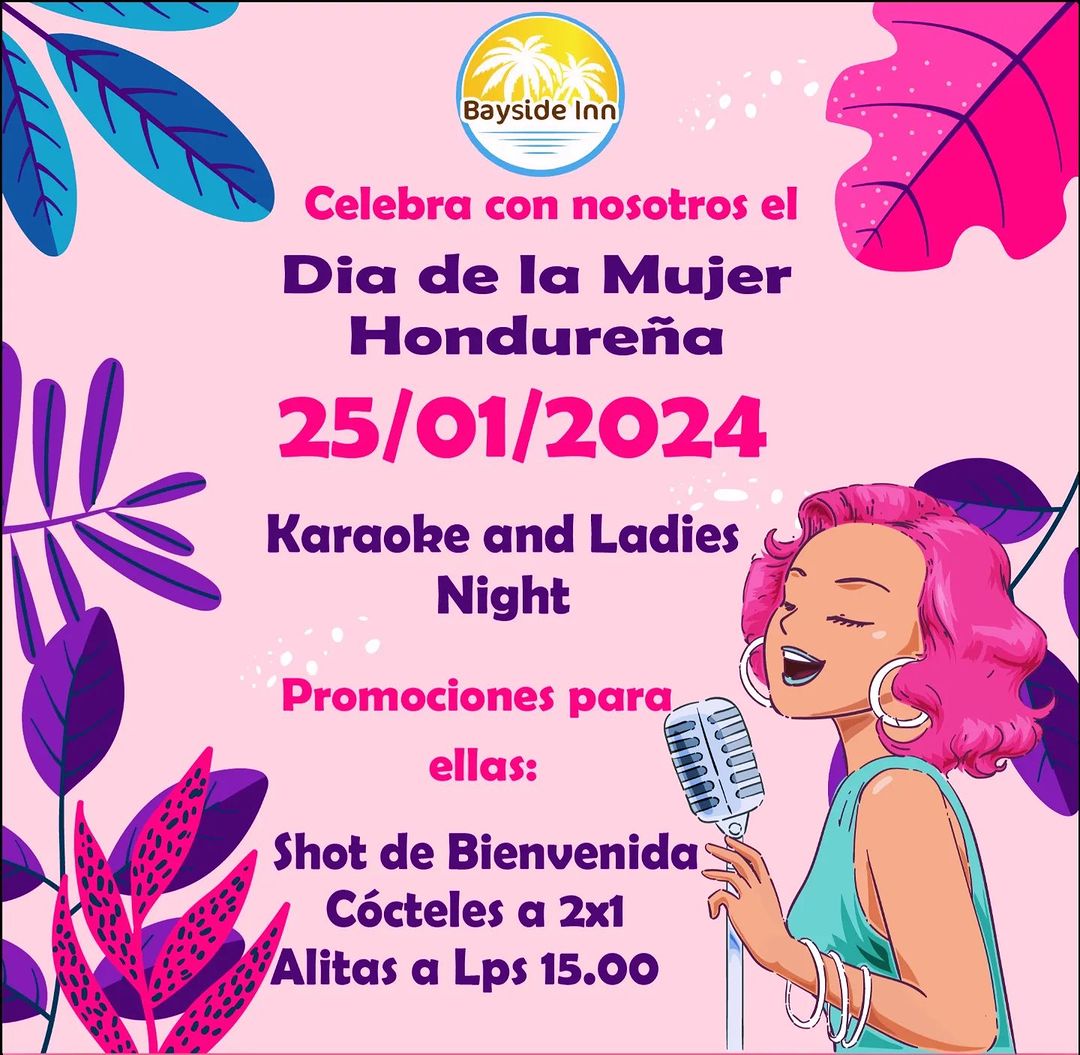 Bayside Inn
Celebra con nosotros el
Dia de la Mujer
Hondureña
25/01/2024
Karaoke and Ladies
Night
Promociones para
ellas:
Shot de Bienvenida
Cócteles a 2x1
Alitas a Lps 15.00